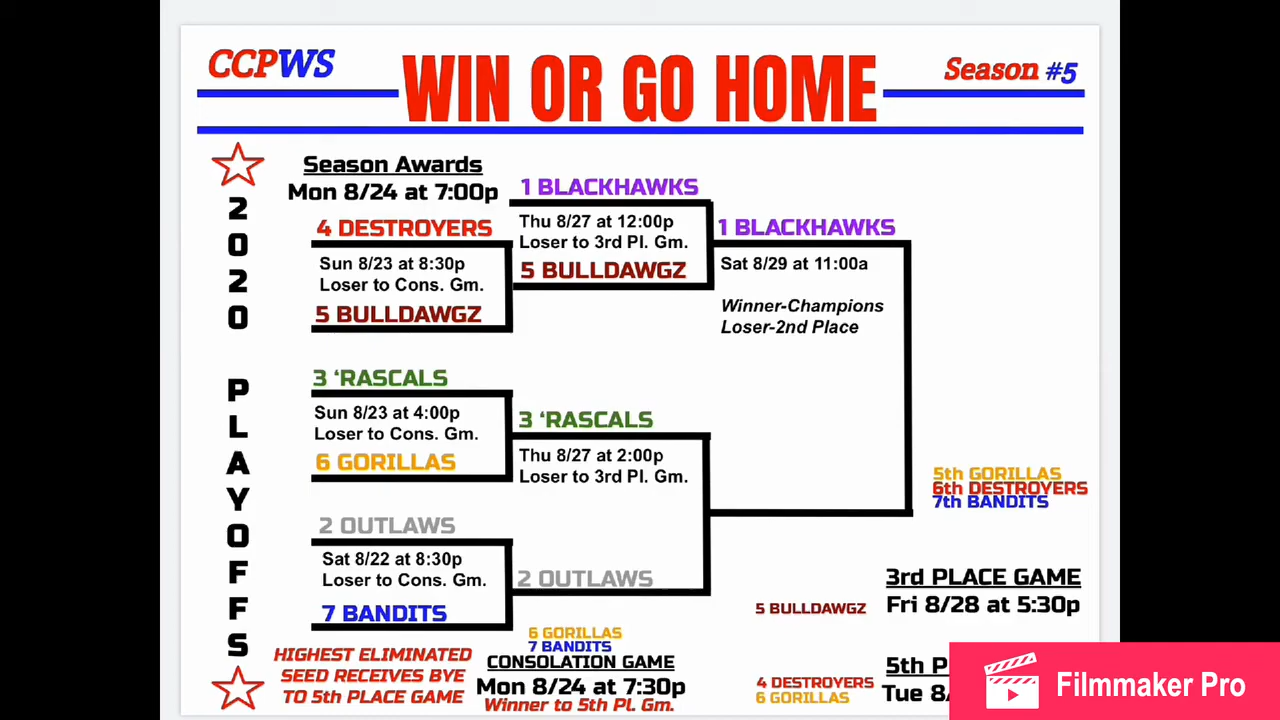 CCPWS
WIN OR GO HOME
Season #5
2020 PLAYOFFS
Season Awards
Mon 8/24 at 7:00p
4 DESTROYERS
Sun 8/23 at 8:30p
Loser to Cons. Gm.
5 BULLDAWGZ
3 ‘RASCALS
Sun 8/23 at 4:00p
Loser to Cons. Gm.
6 GORILLAS
2 OUTLAWS
Sat 8/22 at 8:30p
Loser to Cons. Gm.
7 BANDITS
1 BLACKHAWKS
Thu 8/27 at 12:00p
Loser to 3rd Pl. Gm.
5 BULLDAWGZ
3 ‘RASCALS
Thu 8/27 at 2:00p
Loser to 3rd Pl. Gm.
2 OUTLAWS
1 BLACKHAWKS
Sat 8/29 at 11:00a
Winner-Champions
Loser-2nd Place
5th GORILLAS
6th DESTROYERS
7th BANDITS
HIGHEST ELIMINATED
SEED RECEIVES BYE
TO 5th PLACE GAME
6 GORILLAS
7 BANDITS
CONSOLATION GAME
Mon 8/24 at 7:30p
Winner to 5th Pl. Gm.
5 BULLDAWGZ
3rd PLACE GAME
Fri 8/28 at 5:30p
4 DESTROYERS
6 GORILLAS
5th
Tue
Filmmaker Pro